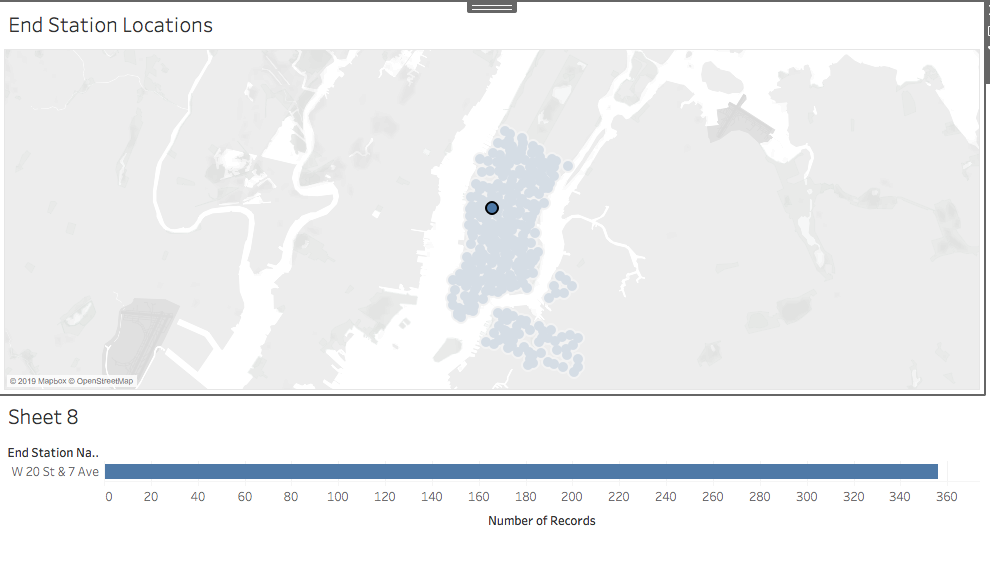 End Station Locations
© 2019 Mapbox © OpenStreetMap
Sheet 8
End Station Na..
W 20 St & 7 Ave
0 20 40 60 80 100 120 140 160 180 200 220 240 260 280 300 320 340 360
Number of Records